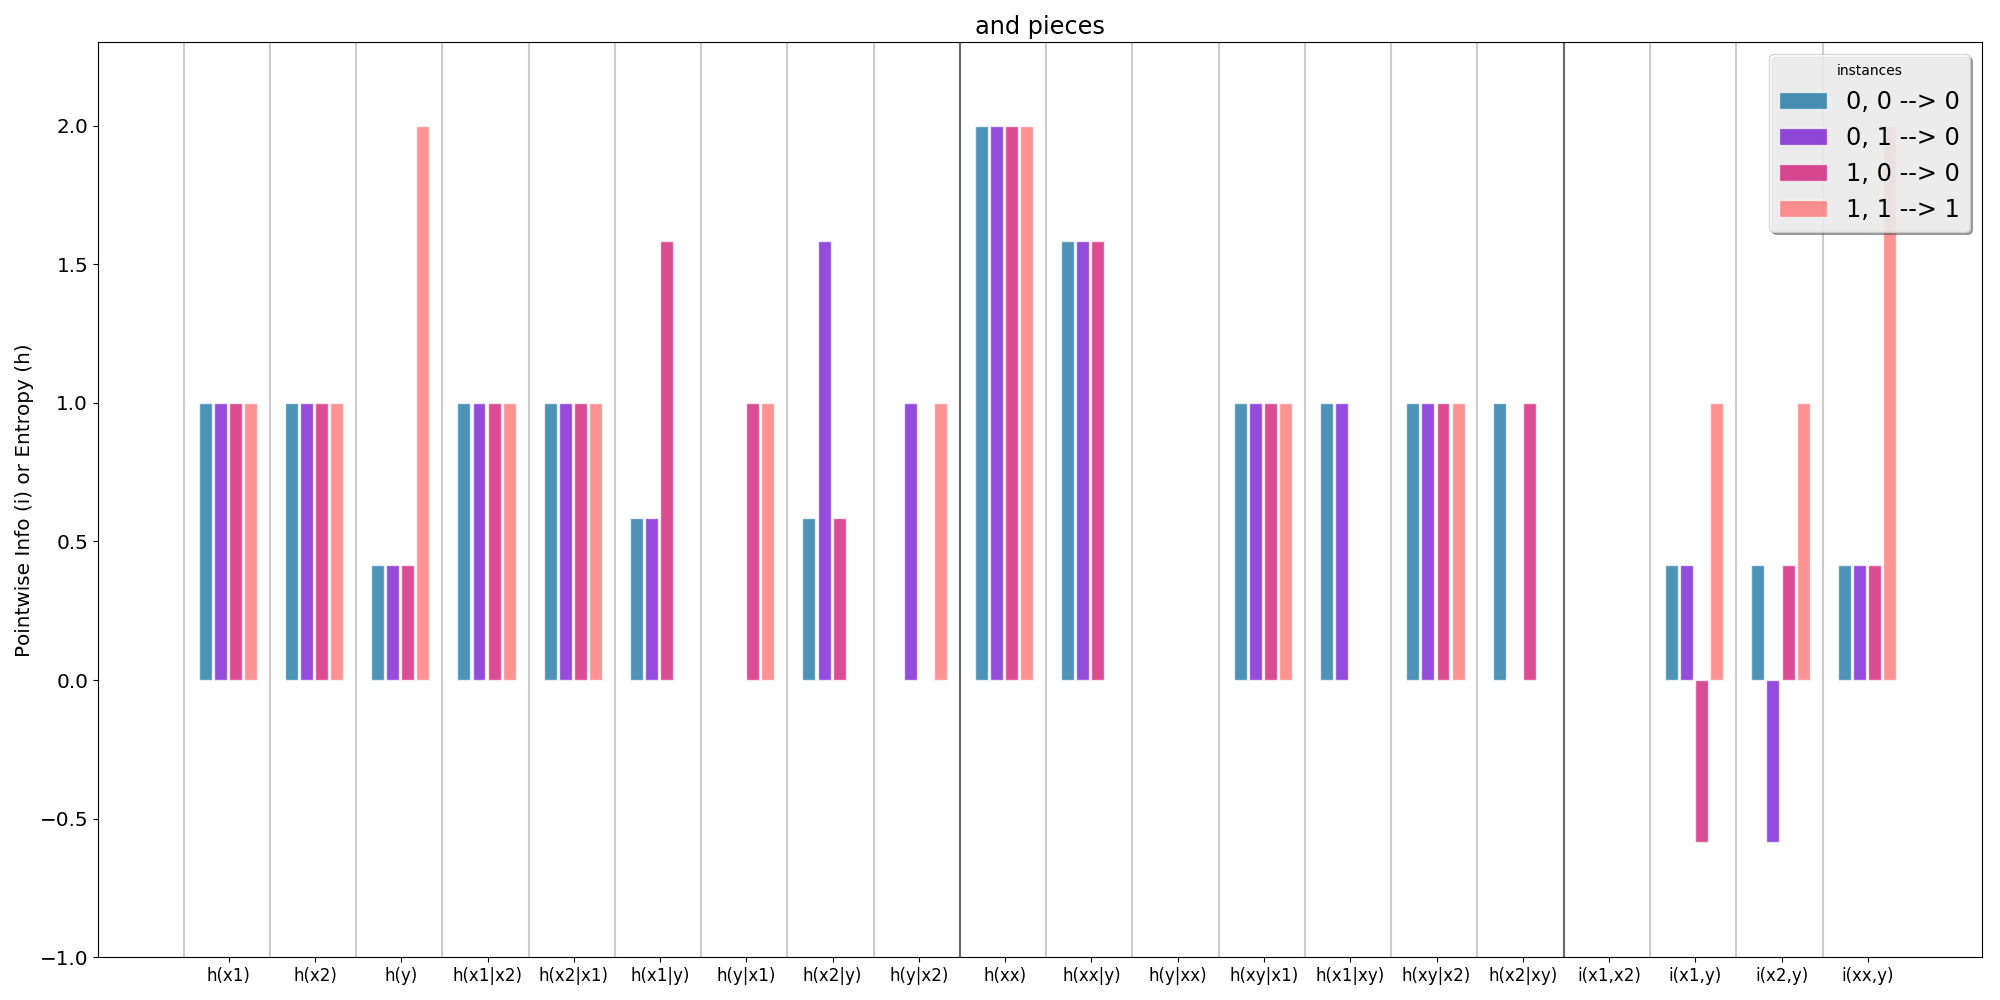 and pieces
instances
0, 0 --> 0
0, 1 --> 0
1, 0 --> 0
1, 1 --> 1
Pointwise Info (i) or Entropy (h)
2.0
1.5
1.0
0.5
0.0
−0.5
−1.0
h(x1) h(x2) h(y) h(x1|x2) h(x2|x1) h(x1|y) h(y|x1) h(x2|y) h(y|x2) h(xx) h(xx|y) h(y|xx) h(xy|x1) h(x1|xy) h(xy|x2) h(x2|xy) i(x1,x2) i(x1,y) i(x2,y) i(xx,y)